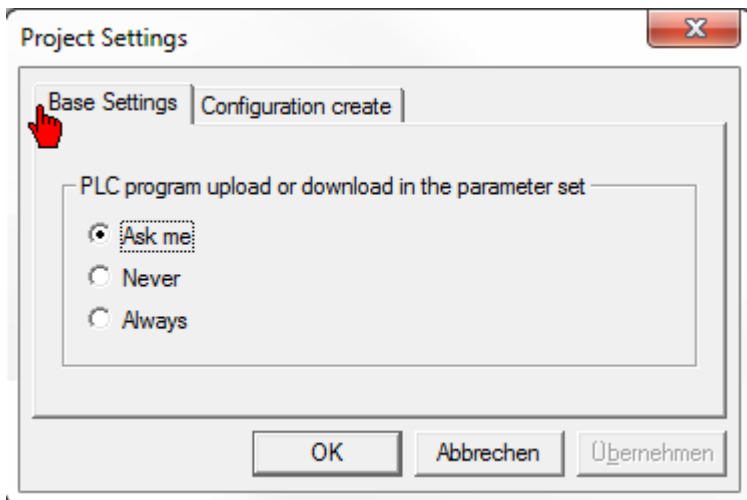 Project Settings
Base Settings Configuration create
PLC program upload or download in the parameter set
Ask me
Never
Always
OK Abbrechen Übernehmen